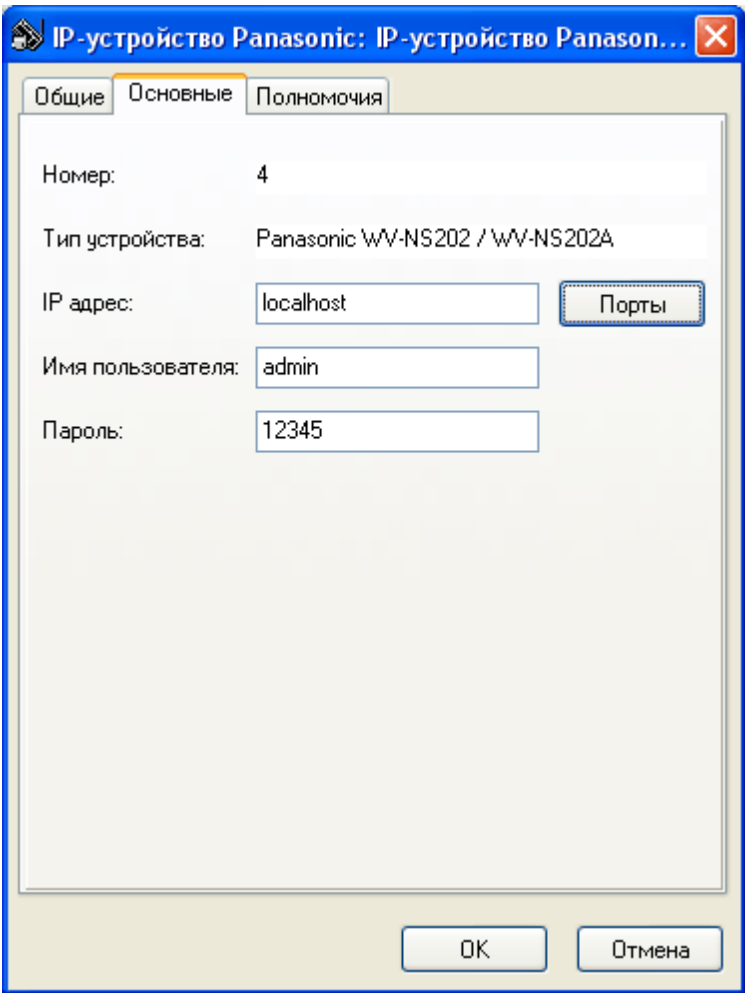 IP-устройство Panasonic: IP-устройство Panason...
Общие Основные Полномочия
Номер: 4
Тип устройства: Panasonic WV-NS202 / WV-NS202A
IP адрес: localhost Порты
Имя пользователя: admin
Пароль: 12345
OK Отмена